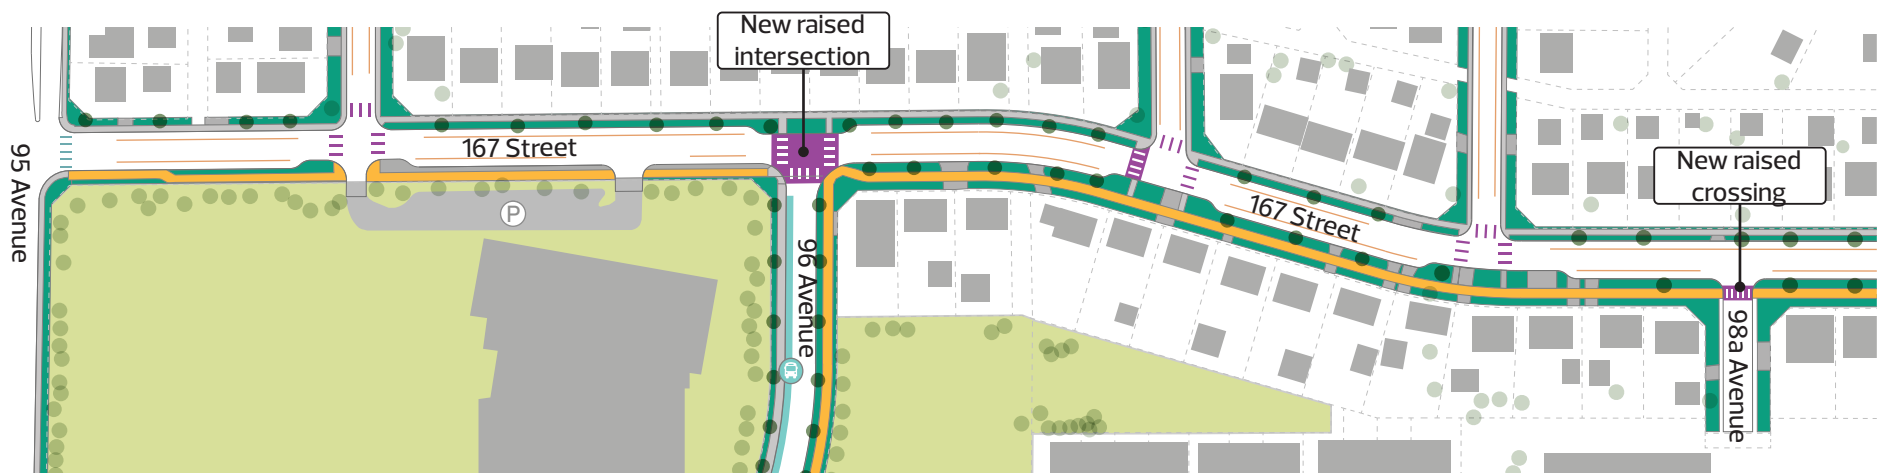 New raised
intersection
95 Avenue
167 Street
P
96 Avenue
167 Street
New raised
crossing
98a Avenue